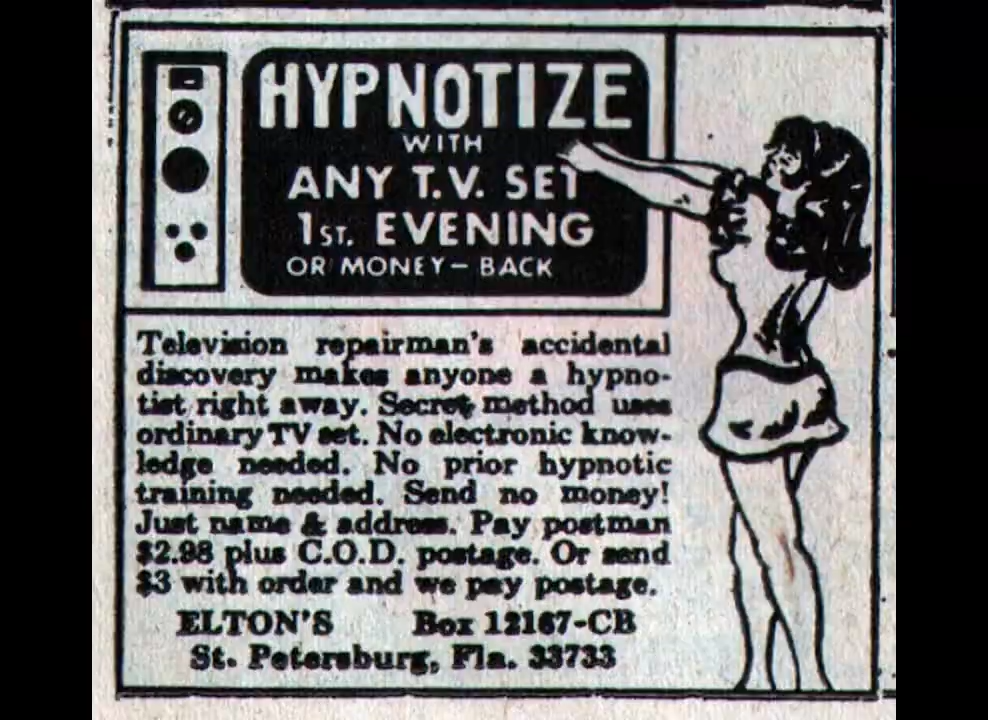 HYPNOTIZE
WITH
ANY T.V. SET
1ST. EVENING
OR MONEY-BACK
Television repairman's accidental
discovery makes anyone a hypno-
tist right away. Secret method uses
ordinary TV set. No electronic know-
ledge needed. No prior hypnotic
training needed. Send no money!
Just name & address. Pay postman
$2.98 plus C.O.D. postage. Or send
$3 with order and we pay postage.
ELTON'S Box 12167-CB
St. Petersburg, Fla. 33733